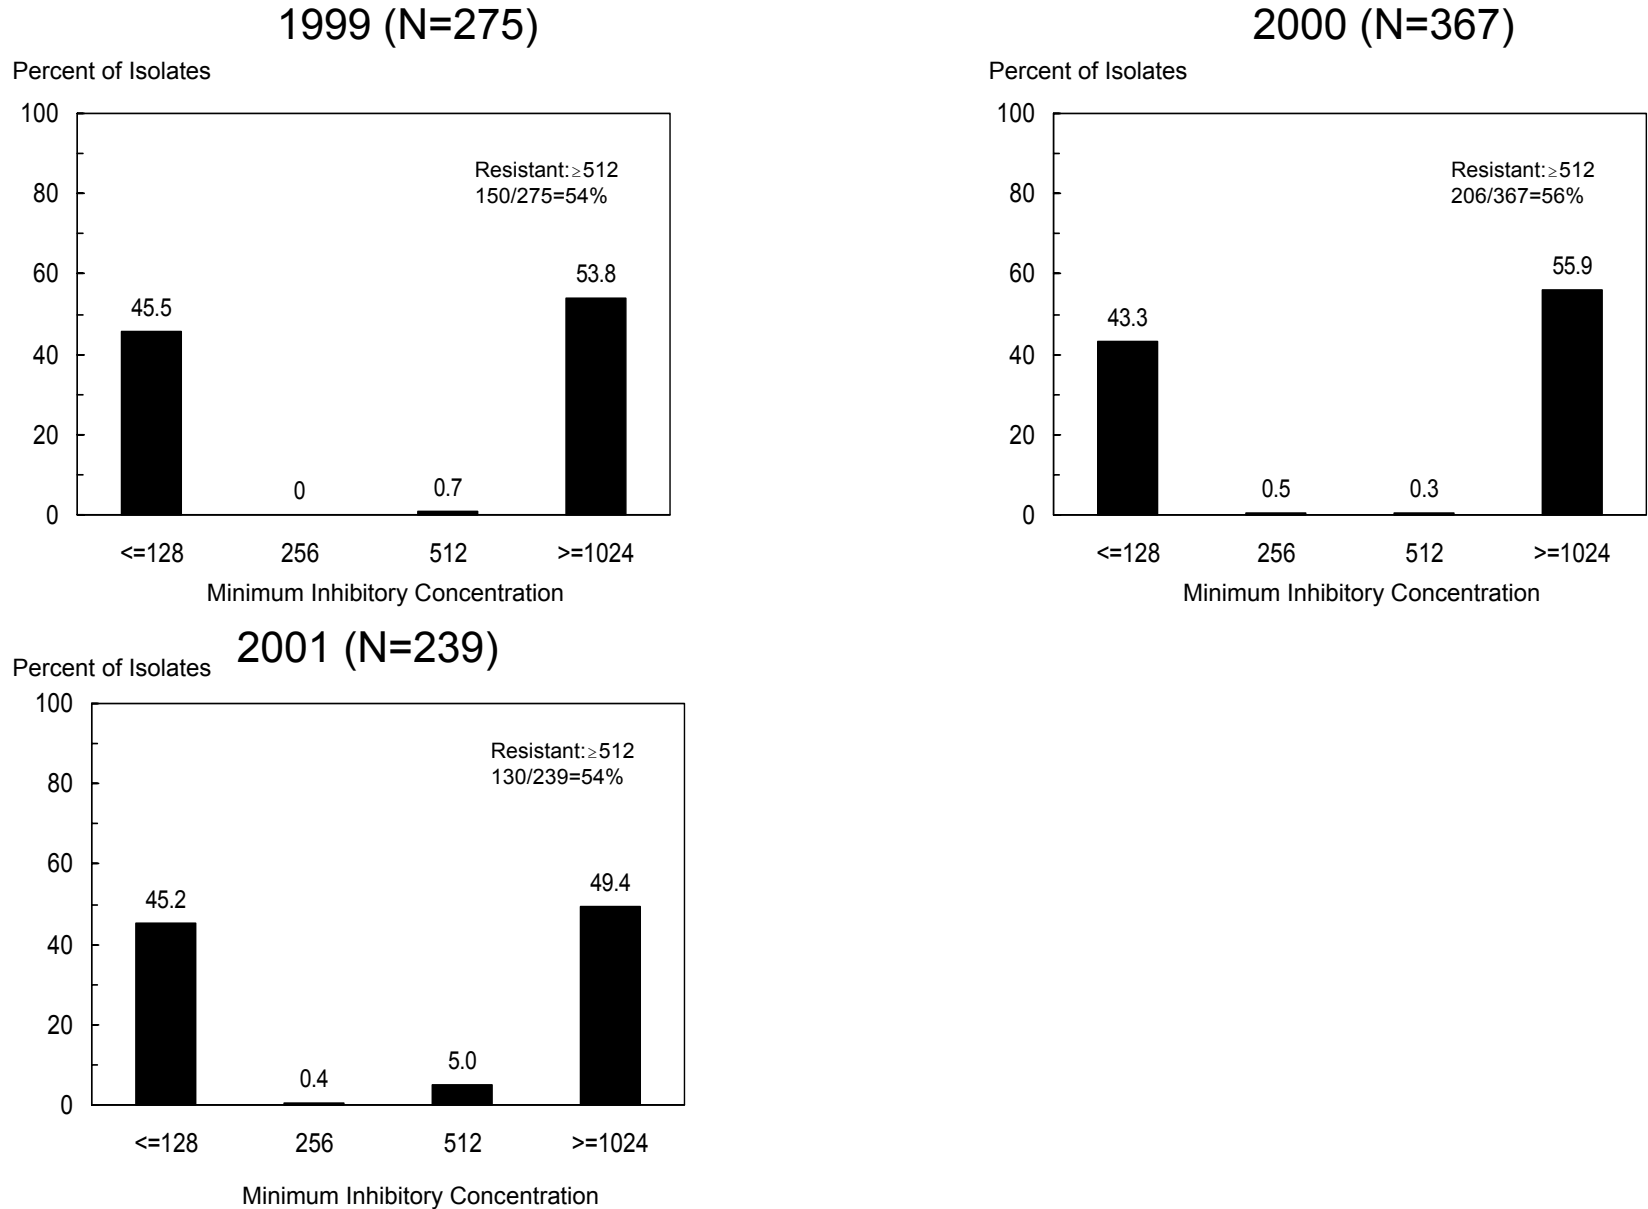 1999 (N=275)
Percent of Isolates
100
80
60
40
20
0
Resistant:≥512
150/275=54%
45.5
0
0.7
53.8
<=128 256 512 >=1024
Minimum Inhibitory Concentration
2000 (N=367)
Percent of Isolates
100
80
60
40
20
0
Resistant:≥512
206/367=56%
43.3
0.5
0.3
55.9
<=128 256 512 >=1024
Minimum Inhibitory Concentration
2001 (N=239)
Percent of Isolates
100
80
60
40
20
0
Resistant:≥512
130/239=54%
45.2
0.4
5.0
49.4
<=128 256 512 >=1024
Minimum Inhibitory Concentration